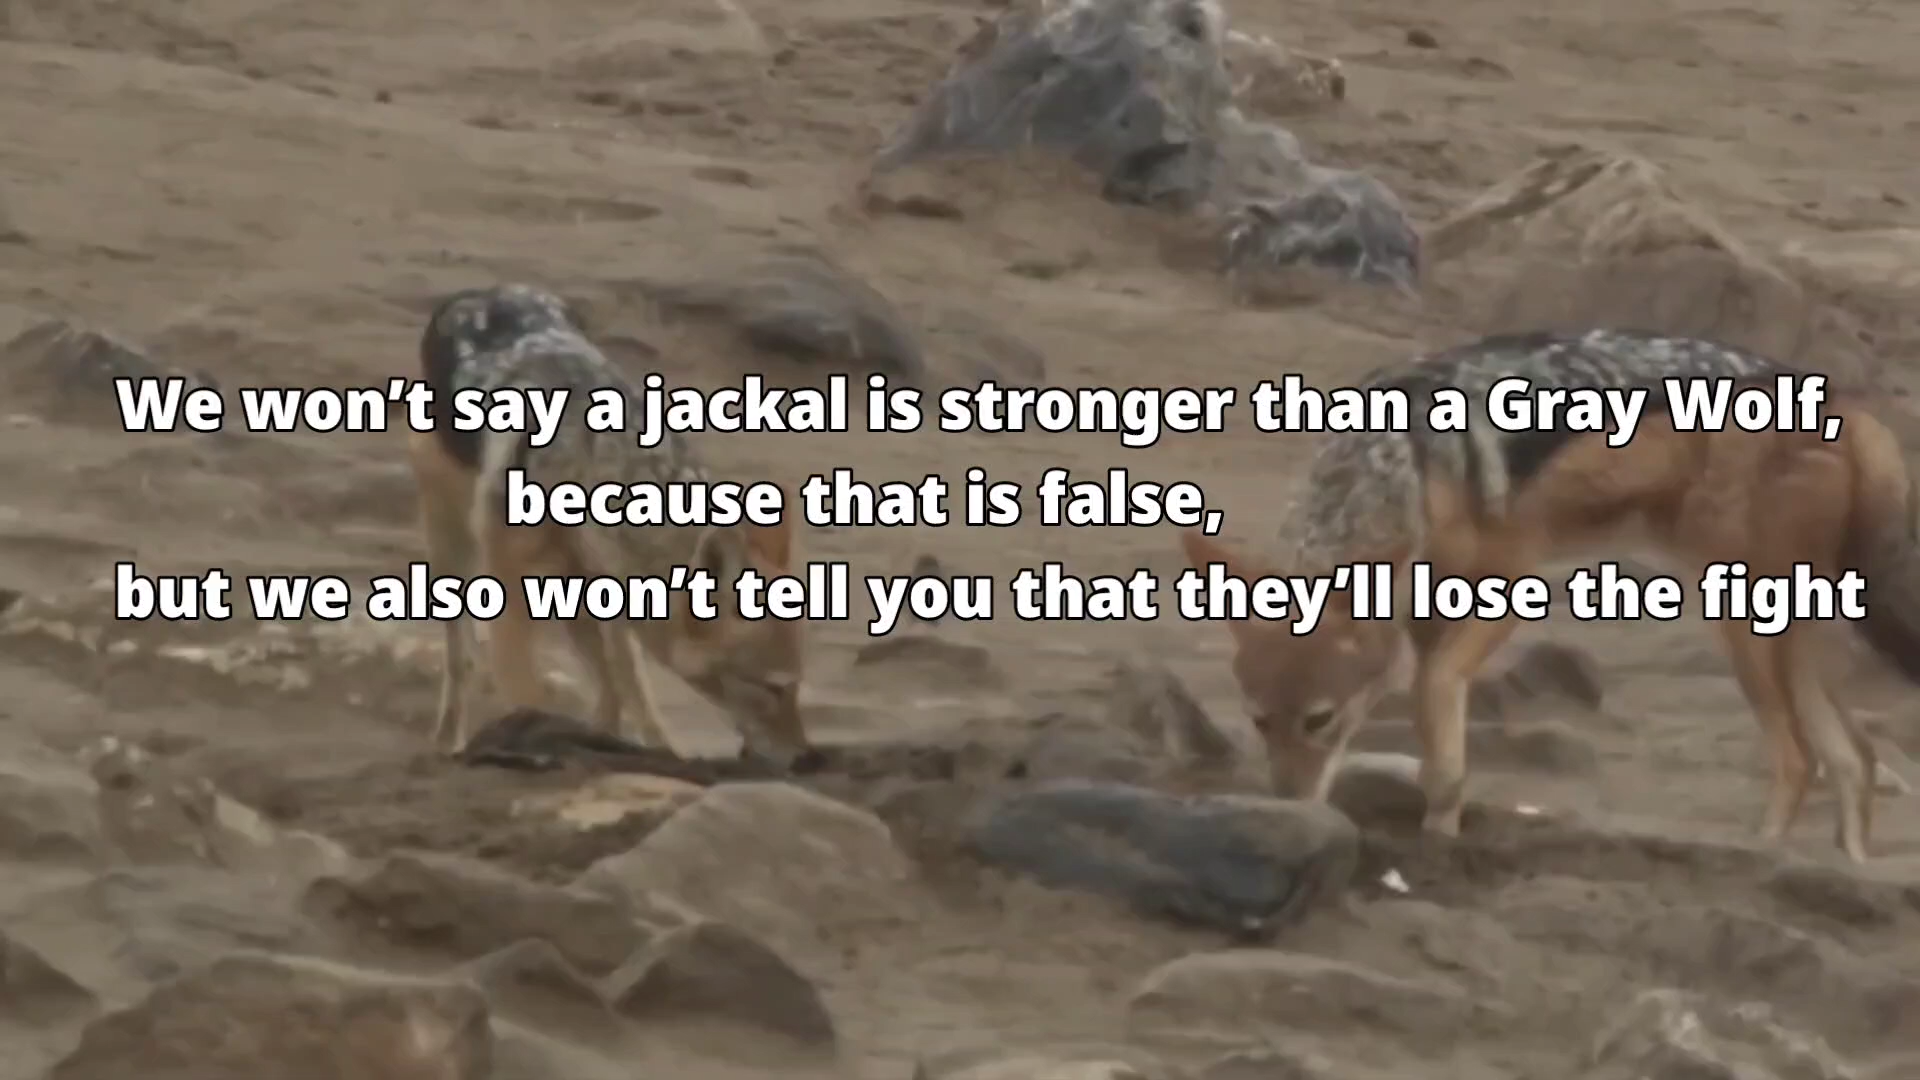 We won’t say a jackal is stronger than a Gray Wolf,
because that is false,
but we also won’t tell you that they’ll lose the fight